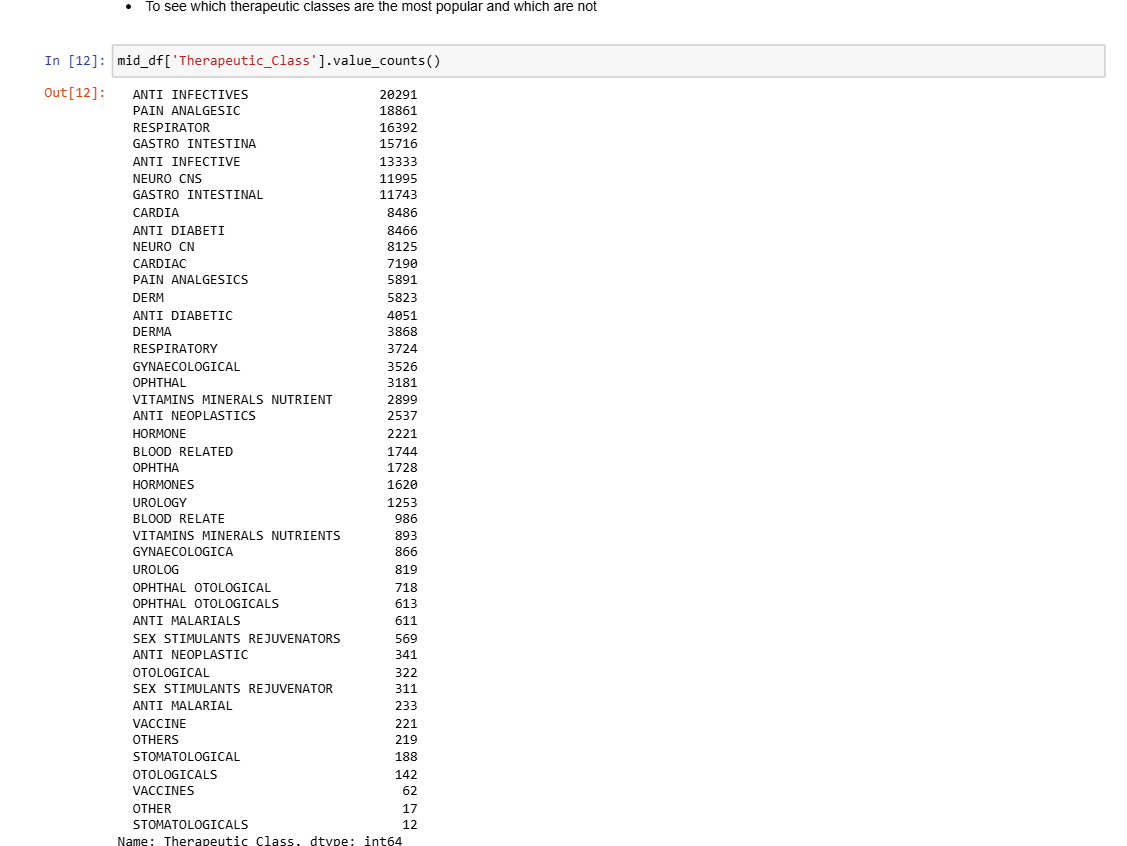 • To see which therapeutic classes are the most popular and which are not
In [12]: mid_df['Therapeutic_Class'].value_counts()
Out[12]: ANTI INFECTIVES 20291
PAIN ANALGESIC 18861
RESPIRATOR 16392
GASTRO INTESTINA 15716
ANTI INFECTIVE 13333
NEURO CNS 11995
GASTRO INTESTINAL 11743
CARDIA 8486
ANTI DIABETI 8466
NEURO CN 8125
CARDIAC 7190
PAIN ANALGESICS 5891
DERM 5823
ANTI DIABETIC 4051
DERMA 3868
RESPIRATORY 3724
GYNAECOLOGICAL 3526
OPHTHAL 3181
VITAMINS MINERALS NUTRIENT 2899
ANTI NEOPLASTICS 2537
HORMONE 2221
BLOOD RELATED 1744
OPHTHA 1728
HORMONES 1620
UROLOGY 1253
BLOOD RELATE 986
VITAMINS MINERALS NUTRIENTS 893
GYNAECOLOGICA 866
UROLOG 819
OPHTHAL OTOLOGICAL 718
OPHTHAL OTOLOGICALS 613
ANTI MALARIALS 611
SEX STIMULANTS REJUVENATORS 569
ANTI NEOPLASTIC 341
OTOLOGICAL 322
SEX STIMULANTS REJUVENATOR 311
ANTI MALARIAL 233
VACCINE 221
OTHERS 219
STOMATOLOGICAL 188
OTOLOGICALS 142
VACCINES 62
OTHER 17
STOMATOLOGICALS 12
Name: Therapeutic_Class, dtype: int64